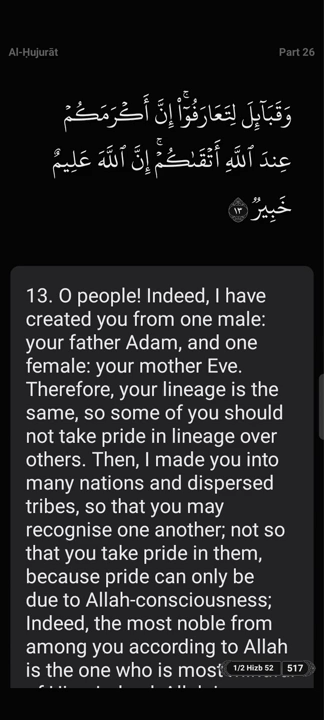 Al-Ḥujurāt
Part 26
وَقَبَآئِلَ لِتَعَارَفُوٓاْۚ إِنَّ أَكۡرَمَكُمۡ
عِندَ ٱللَّهِ أَتۡقَىٰكُمۡۚ إِنَّ ٱللَّهَ عَلِيمٌ
خَبِيرٞ ١٣
13. O people! Indeed, I have
created you from one male:
your father Adam, and one
female: your mother Eve.
Therefore, your lineage is the
same, so some of you should
not take pride in lineage over
others. Then, I made you into
many nations and dispersed
tribes, so that you may
recognise one another; not so
that you take pride in them,
because pride can only be
due to Allah-consciousness;
Indeed, the most noble from
among you according to Allah
is the one who is most
1/2 Hizb 52
517